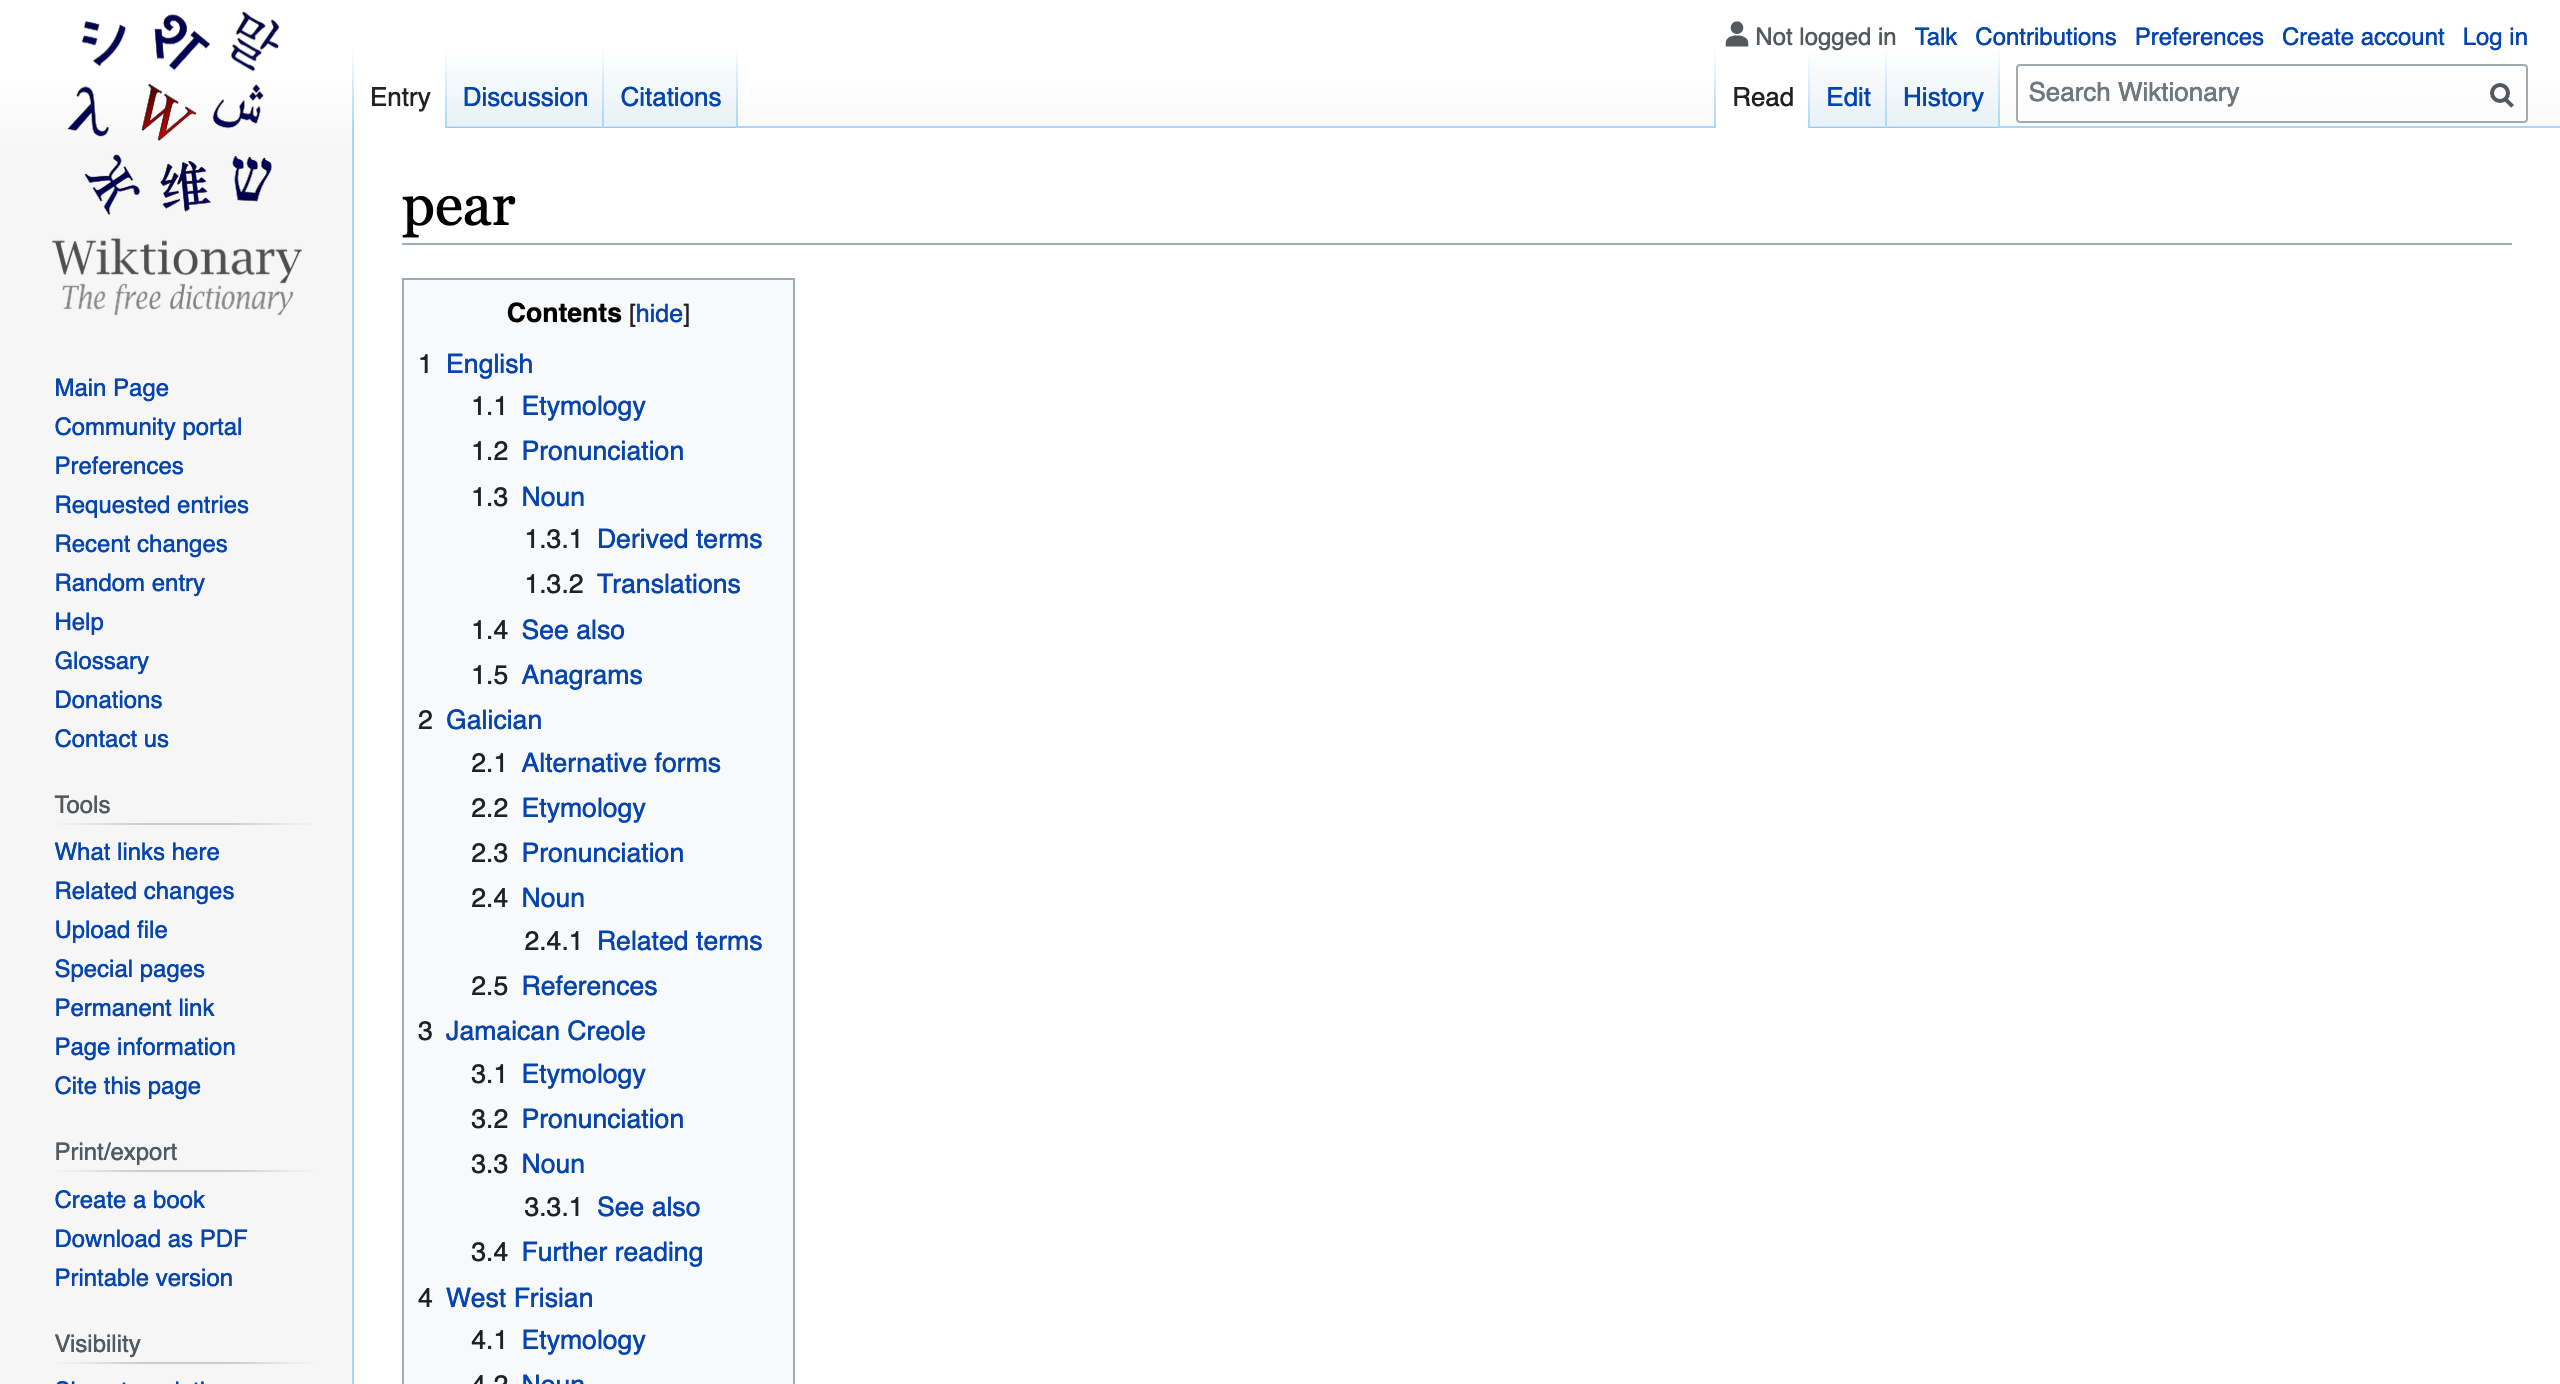 シ や 말
λ W ش
 维 ש
Wiktionary
The free dictionary
Not logged in Talk Contributions Preferences Create account Log in
Entry Discussion Citations
Read Edit History Search Wiktionary
Main Page
Community portal
Preferences
Requested entries
Recent changes
Random entry
Help
Glossary
Donations
Contact us
Tools
What links here
Related changes
Upload file
Special pages
Permanent link
Page information
Cite this page
Print/export
Create a book
Download as PDF
Printable version
Visibility
pear
Contents [hide]
1 English
1.1 Etymology
1.2 Pronunciation
1.3 Noun
1.3.1 Derived terms
1.3.2 Translations
1.4 See also
1.5 Anagrams
2 Galician
2.1 Alternative forms
2.2 Etymology
2.3 Pronunciation
2.4 Noun
2.4.1 Related terms
2.5 References
3 Jamaican Creole
3.1 Etymology
3.2 Pronunciation
3.3 Noun
3.3.1 See also
3.4 Further reading
4 West Frisian
4.1 Etymology
4.2 Noun